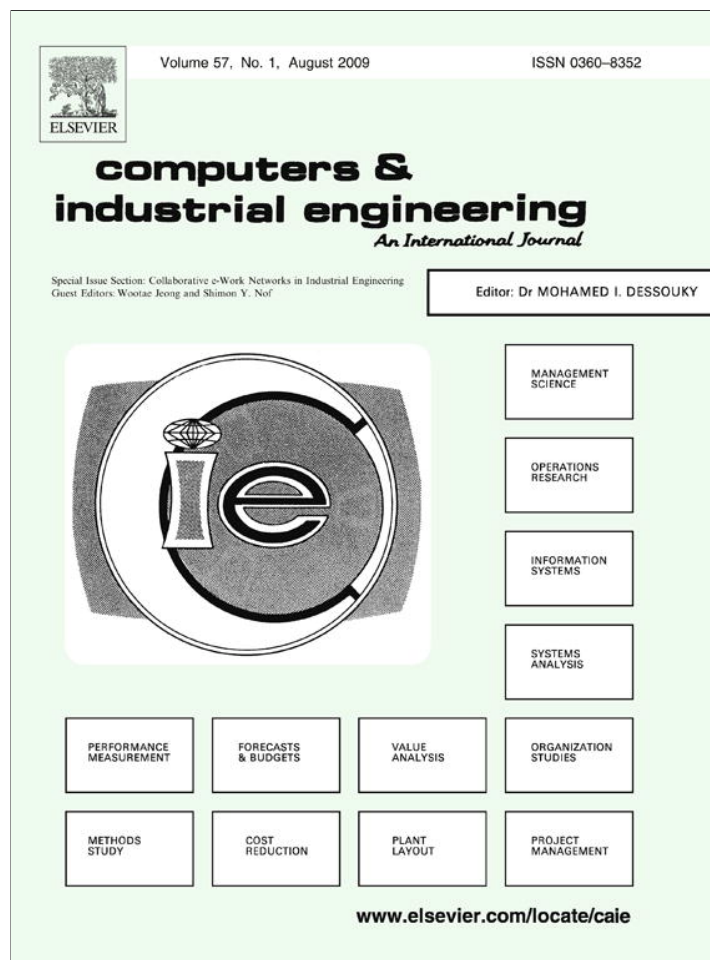 Volume 57, No. 1, August 2009
ISSN 0360–8352
ELSEVIER
computers &
industrial engineering
An International Journal
Special Issue Section: Collaborative e-Work Networks in Industrial Engineering
Guest Editors: Wootae Jeong and Shimon Y. Nof
Editor: Dr MOHAMED I. DESSOUKY
ie
MANAGEMENT
SCIENCE
OPERATIONS
RESEARCH
INFORMATION
SYSTEMS
SYSTEMS
ANALYSIS
PERFORMANCE
MEASUREMENT
FORECASTS
& BUDGETS
VALUE
ANALYSIS
ORGANIZATION
STUDIES
METHODS
STUDY
COST
REDUCTION
PLANT
LAYOUT
PROJECT
MANAGEMENT
www.elsevier.com/locate/caie